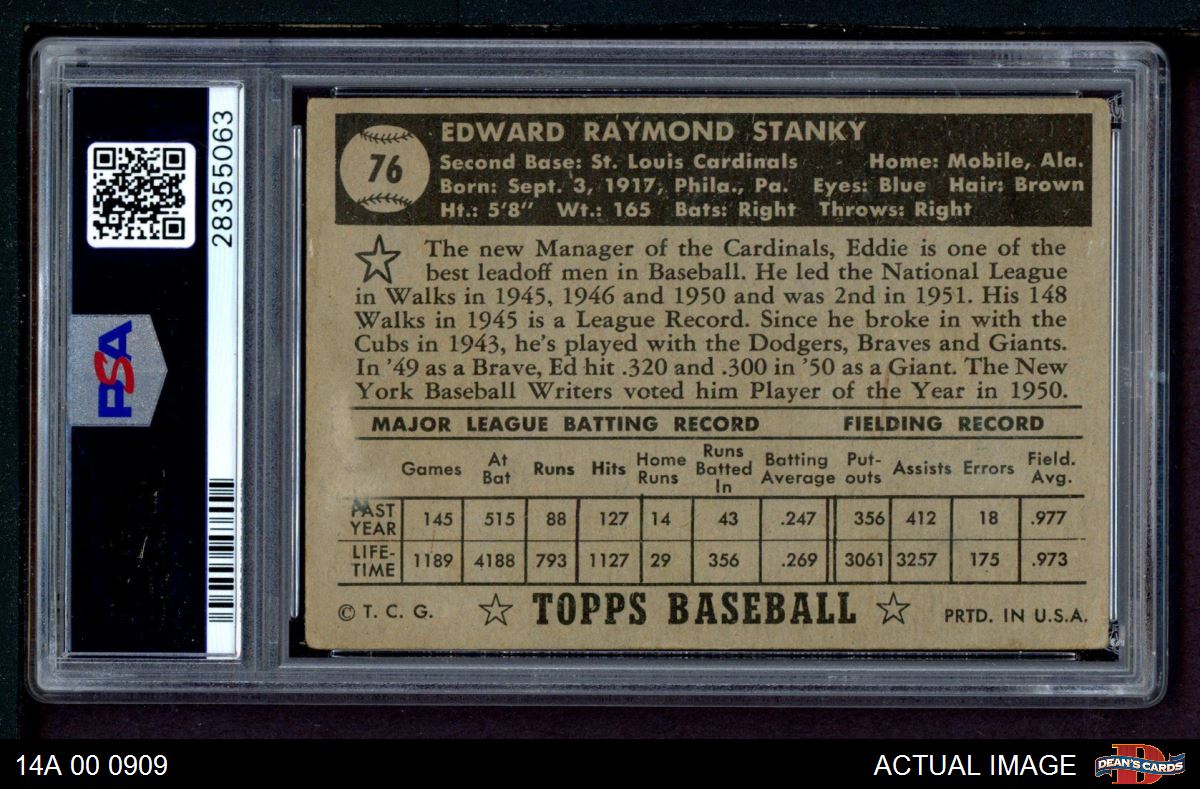 28355063
PSA
76
EDWARD RAYMOND STANKY
Second Base: St. Louis Cardinals Home: Mobile, Ala.
Born: Sept. 3, 1917, Phila., Pa. Eyes: Blue Hair: Brown
Ht.: 5'8" Wt.: 165 Bats: Right Throws: Right
The new Manager of the Cardinals, Eddie is one of the
best leadoff men in Baseball. He led the National League
in Walks in 1945, 1946 and 1950 and was 2nd in 1951. His 148
Walks in 1945 is a League Record. Since he broke in with the
Cubs in 1943, he's played with the Dodgers, Braves and Giants.
In '49 as a Brave, Ed hit .320 and .300 in '50 as a Giant. The New
York Baseball Writers voted him Player of the Year in 1950.
MAJOR LEAGUE BATTING RECORD FIELDING RECORD
Games At Bat Runs Hits Home Runs Runs Batted In Batting Average Put-outs Assists Errors Field. Avg.
PAST YEAR 145 515 88 127 14 43 .247 356 412 18 .977
LIFE-TIME 1189 4188 793 1127 29 356 .269 3061 3257 175 .973
© T. C. G. ☆ TOPPS BASEBALL ☆ PRTD. IN U.S.A.
14A 00 0909 ACTUAL IMAGE DEAN'S CARDS